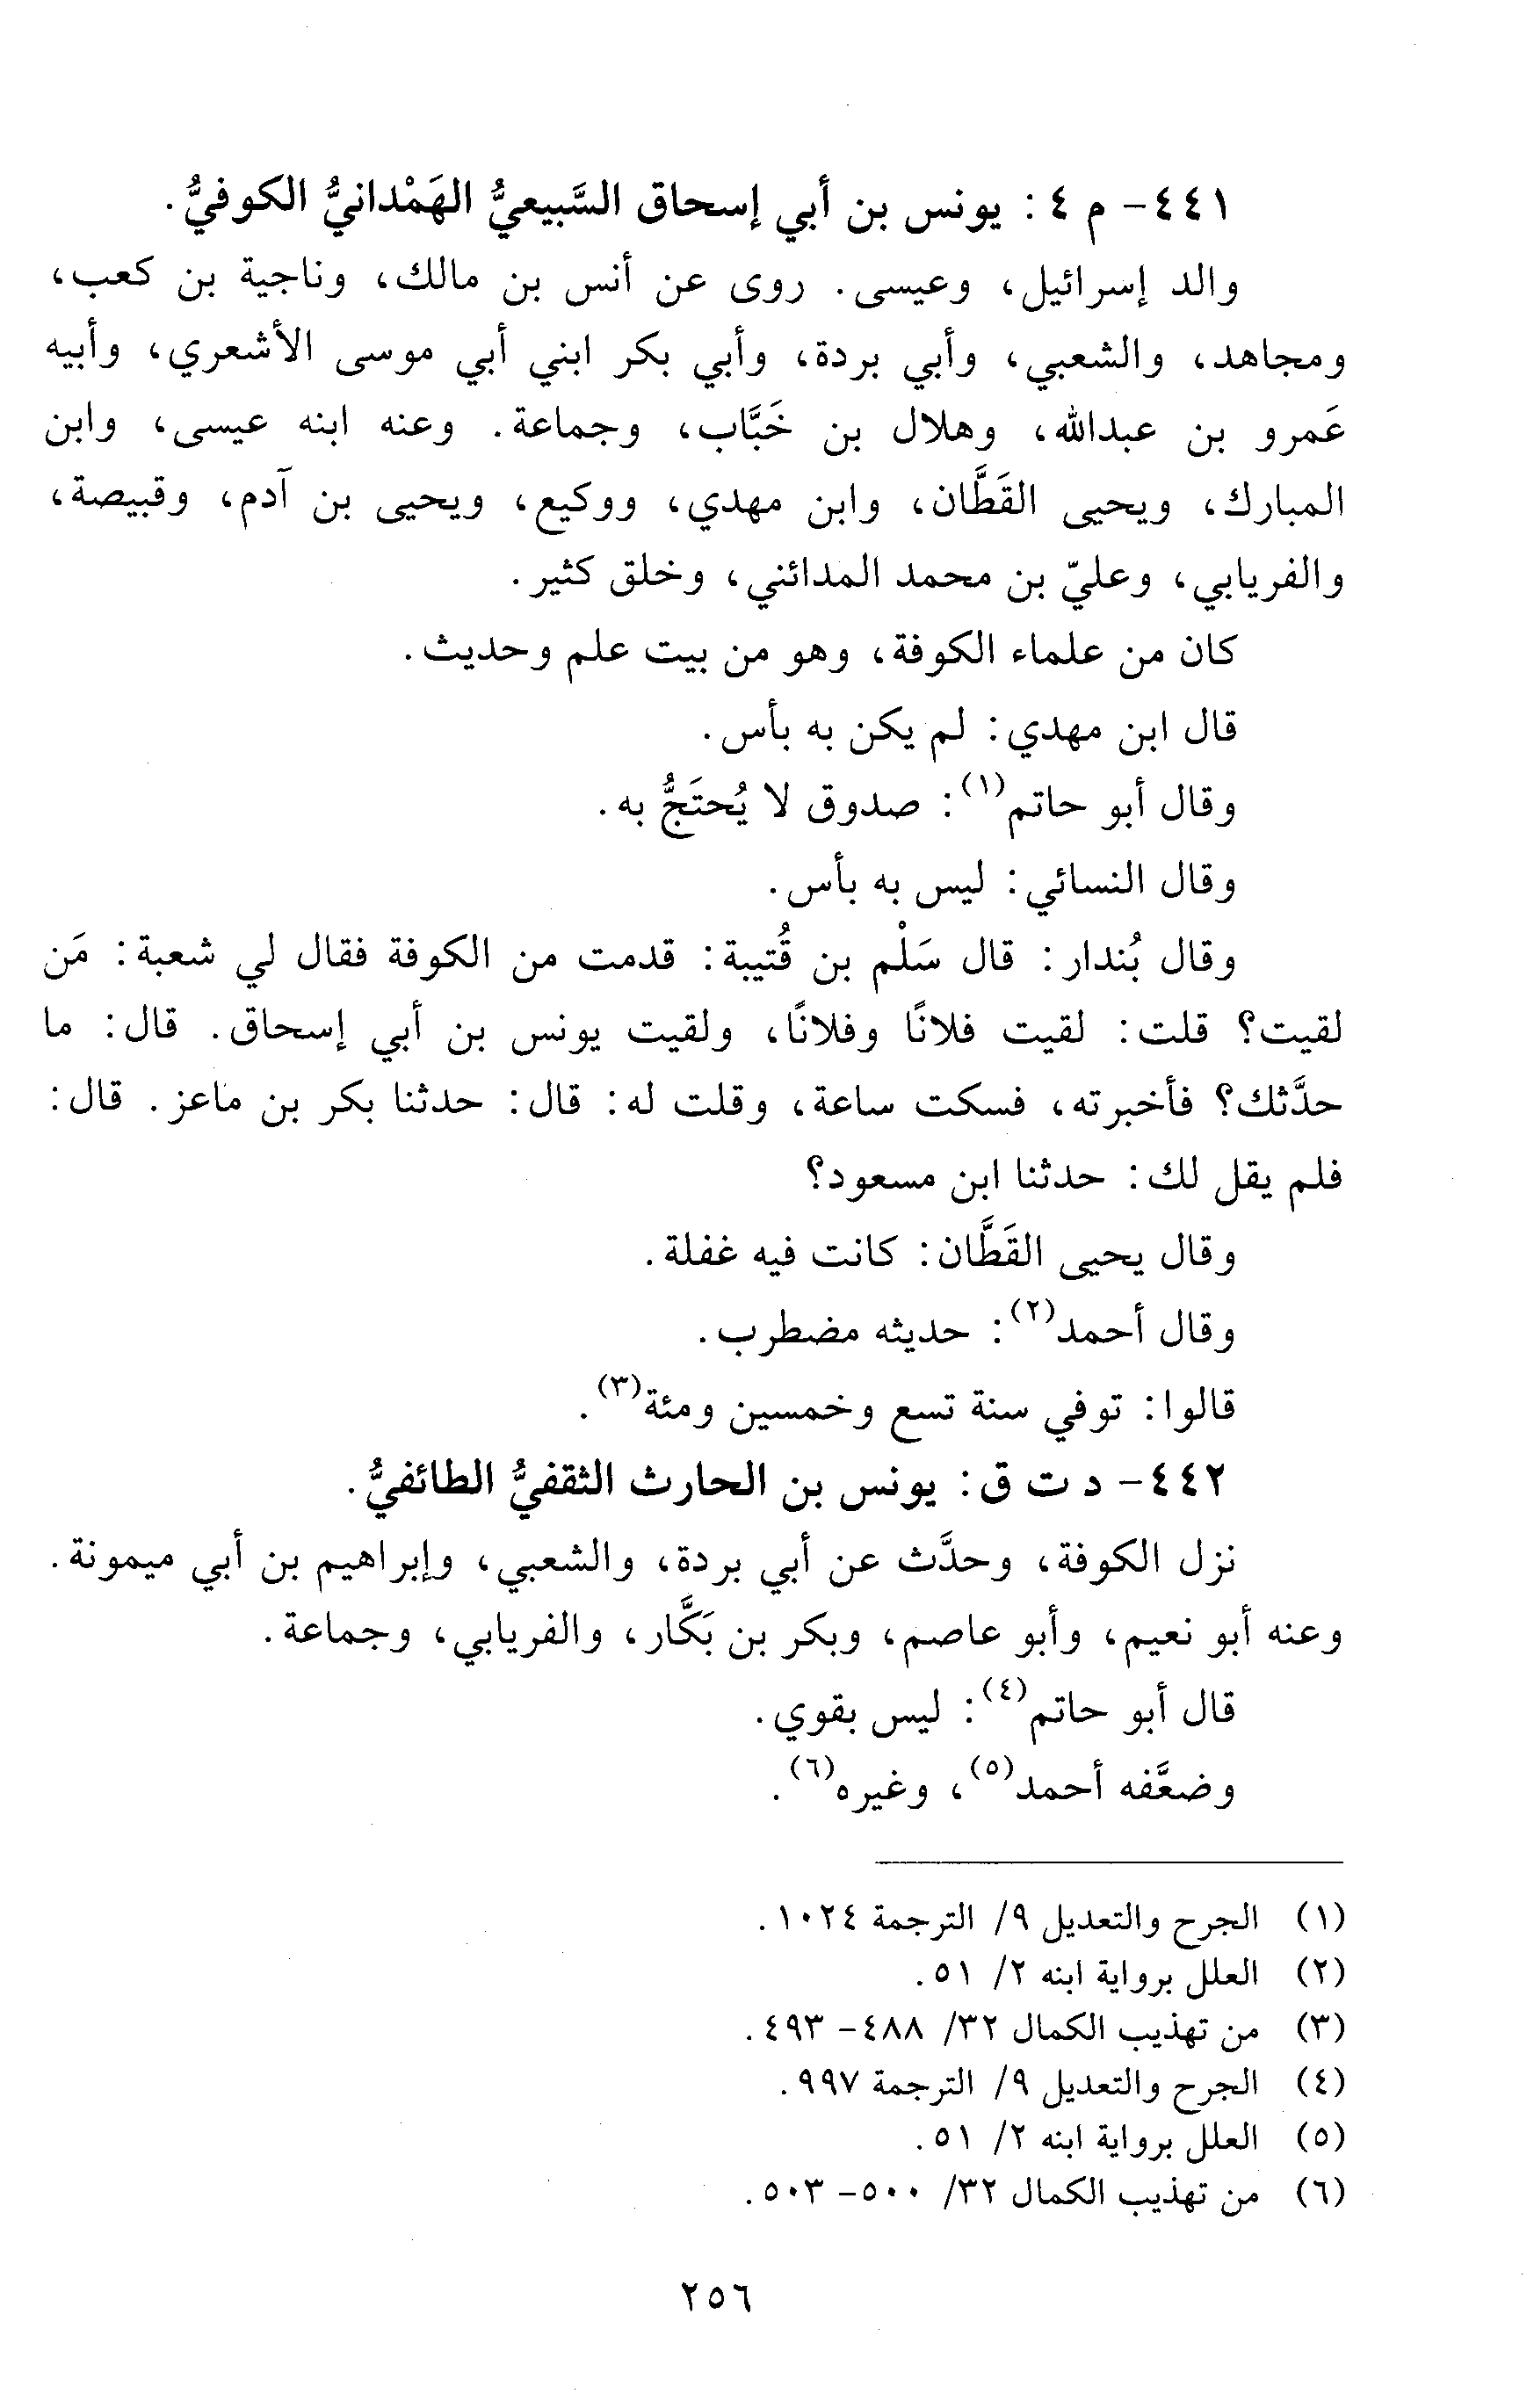 ٤٤١- م ٤: يونس بن أبي إسحاق السَّبيعيُّ الهَمْدانيُّ الكوفيُّ.
والد إسرائيل، وعيسى. روى عن أنس بن مالك، وناجية بن كعب،
ومجاهد، والشعبي، وأبي بردة، وأبي بكر ابني أبي موسى الأشعري، وأبيه
عَمرو بن عبدالله، وهلال بن خَبَّاب، وجماعة. وعنه ابنه عيسى، وابن
المبارك، ويحيى القَطَّان، وابن مهدي، ووكيع، ويحيى بن آدم، وقبيصة،
والفريابي، وعليّ بن محمد المدائني، وخلق كثير.
كان من علماء الكوفة، وهو من بيت علم وحديث.
قال ابن مهدي: لم يكن به بأس.
وقال أبو حاتم(١): صدوق لا يُحتَجُّ به.
وقال النسائي: ليس به بأس.
وقال بُندار: قال سَلْم بن قُتيبة: قدمت من الكوفة فقال لي شعبة: مَن
لقيت؟ قلت: لقيت فلانًا وفلانًا، ولقيت يونس بن أبي إسحاق. قال: ما
حدَّثك؟ فأخبرته، فسكت ساعة، وقلت له: قال: حدثنا بكر بن ماعز. قال:
فلم يقل لك: حدثنا ابن مسعود؟
وقال يحيى القَطَّان: كانت فيه غفلة.
وقال أحمد(٢): حديثه مضطرب.
قالوا: توفي سنة تسع وخمسين ومئة(٣).
٤٤٢- د ت ق: يونس بن الحارث الثقفيُّ الطائفيُّ.
نزل الكوفة، وحدَّث عن أبي بردة، والشعبي، وإبراهيم بن أبي ميمونة.
وعنه أبو نعيم، وأبو عاصم، وبكر بن بَكَّار، والفريابي، وجماعة.
قال أبو حاتم(٤): ليس بقوي.
وضعَّفه أحمد(٥)، وغيره(٦).
(١) الجرح والتعديل ٩/ الترجمة ١٠٢٤.
(٢) العلل برواية ابنه ٢/ ٥١.
(٣) من تهذيب الكمال ٣٢/ ٤٨٨- ٤٩٣.
(٤) الجرح والتعديل ٩/ الترجمة ٩٩٧.
(٥) العلل برواية ابنه ٢/ ٥١.
(٦) من تهذيب الكمال ٣٢/ ٥٠٠- ٥٠٣.
٢٥٦